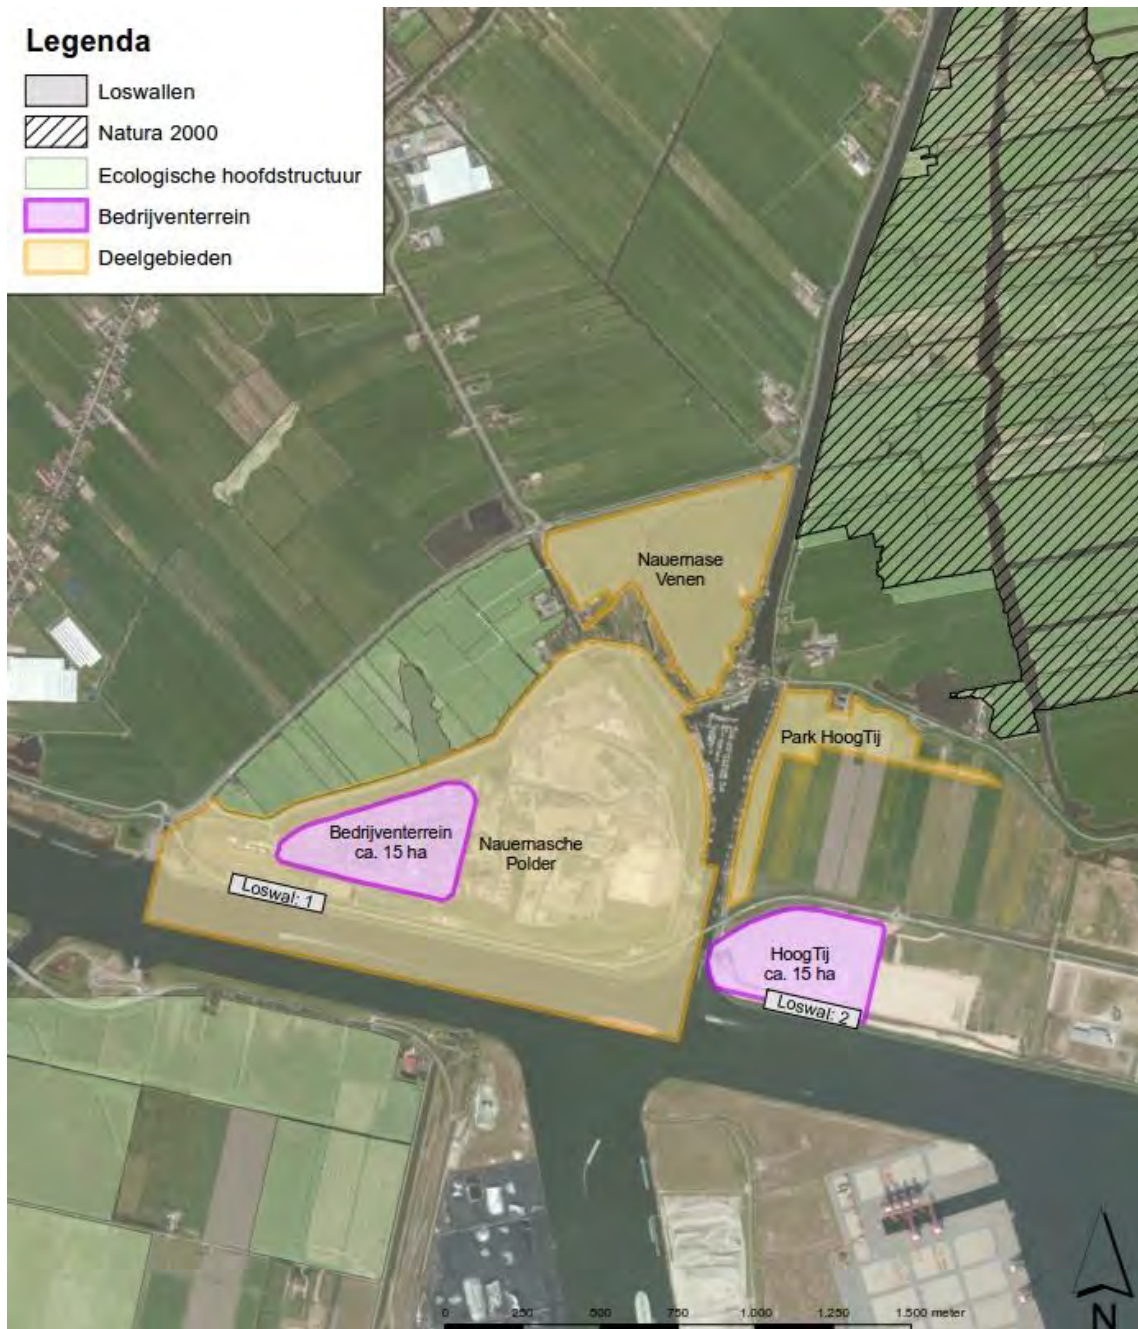 Legenda
Loswallen
Natura 2000
Ecologische hoofdstructuur
Bedrijventerrein
Deelgebieden
Nauernase
Venen
Park HoogTij
Bedrijventerrein
ca. 15 ha
Nauernasche
Polder
Loswal: 1
HoogTij
ca. 15 ha
Loswal: 2
0 250 500 750 1.000 1.250 1.500 meter
N